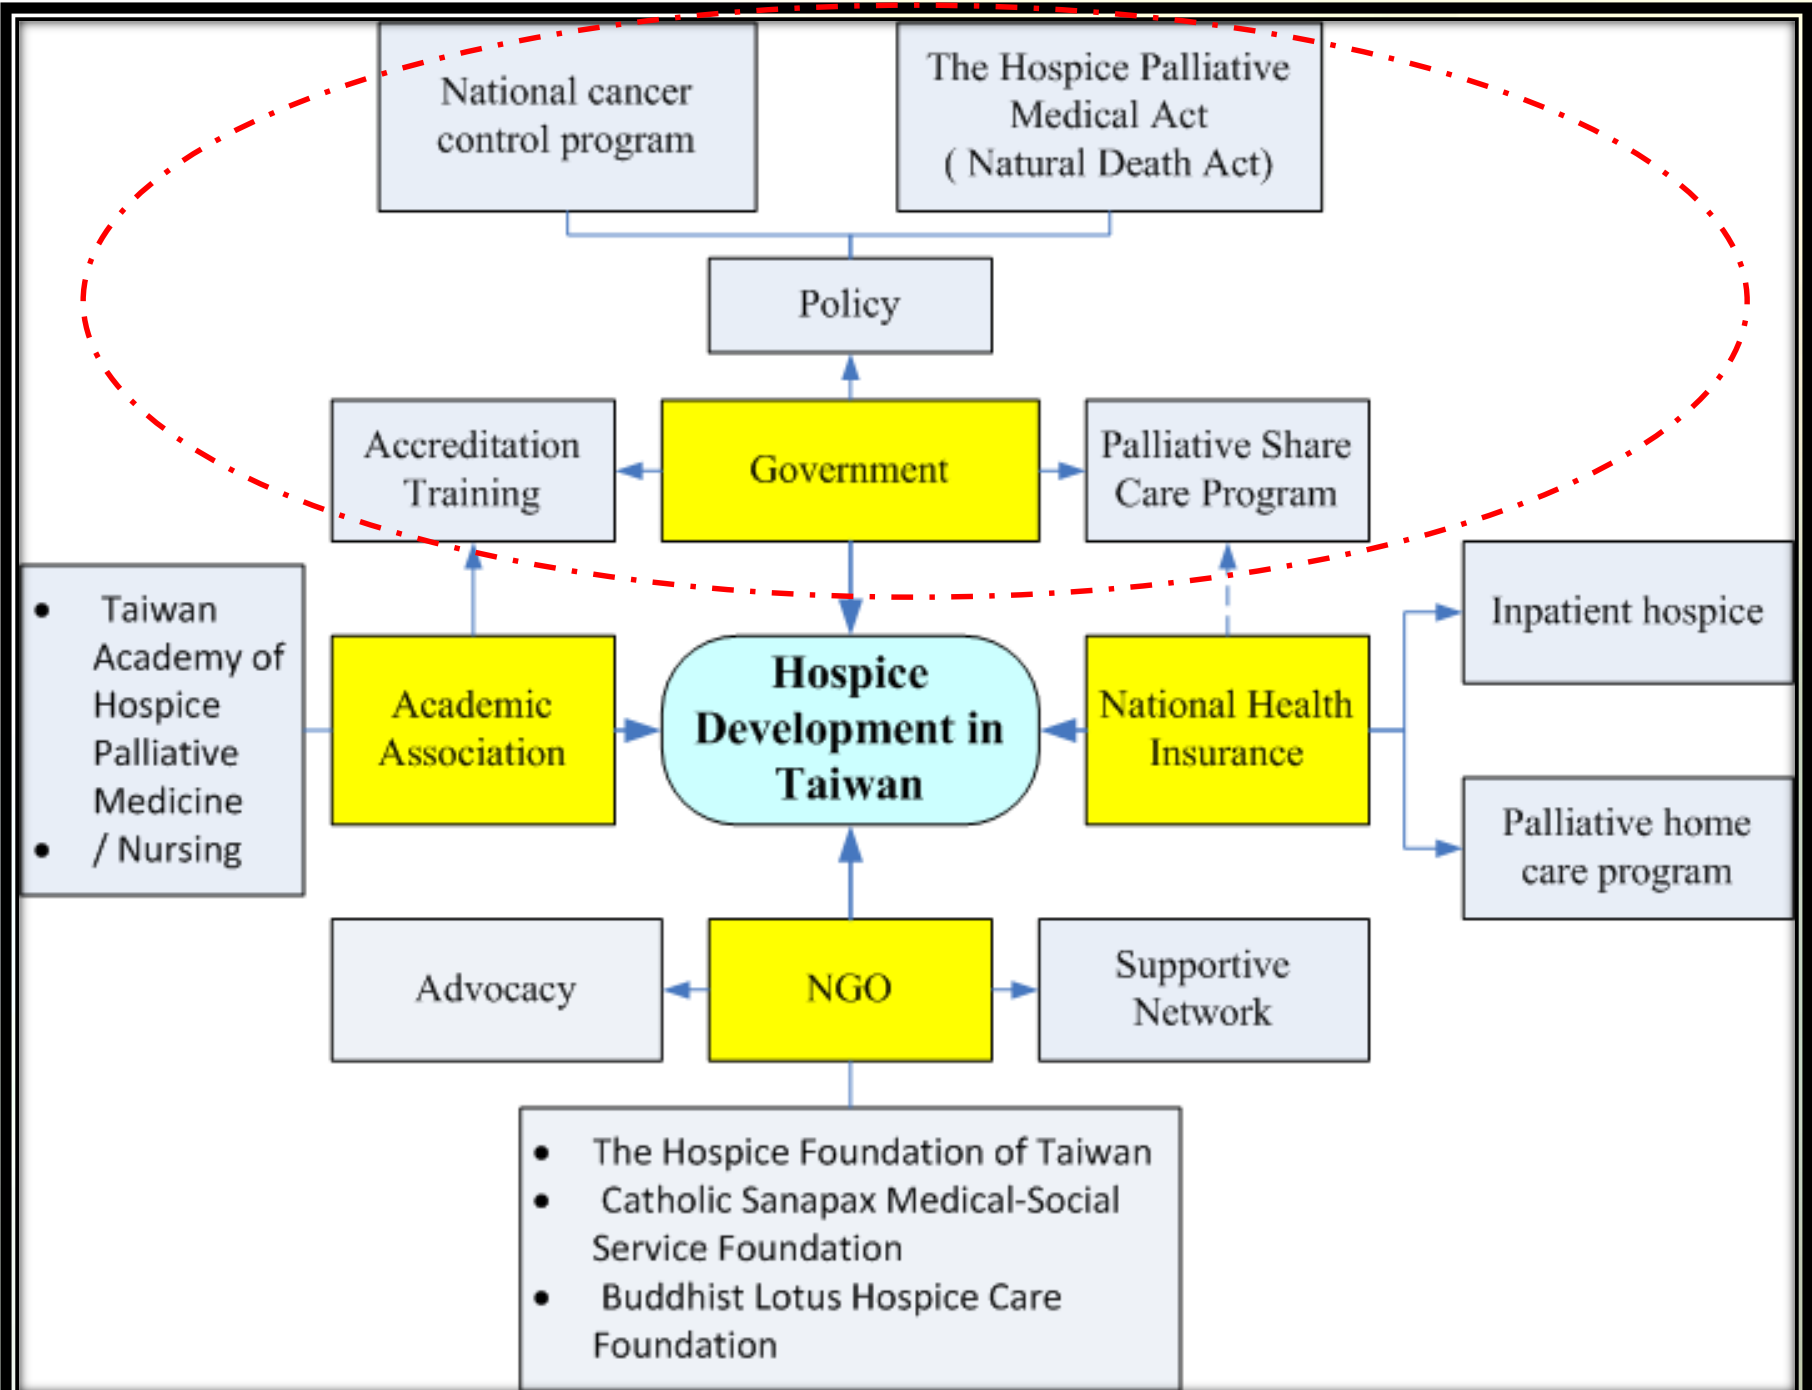 National cancer
control program
The Hospice Palliative
Medical Act
( Natural Death Act)
Policy
Accreditation
Training
Government
Palliative Share
Care Program
• Taiwan
Academy of
Hospice
Palliative
Medicine
• / Nursing
Academic
Association
Hospice
Development in
Taiwan
National Health
Insurance
Inpatient hospice
Palliative home
care program
Advocacy
NGO
Supportive
Network
• The Hospice Foundation of Taiwan
• Catholic Sanapax Medical-Social
Service Foundation
• Buddhist Lotus Hospice Care
Foundation